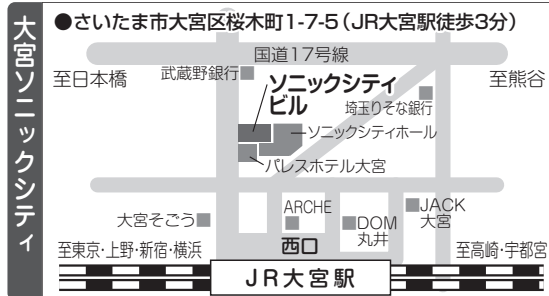 大宮ソニックシティ
●さいたま市大宮区桜木町1-7-5（JR大宮駅徒歩3分）
国道17号線
至日本橋
武蔵野銀行
至熊谷
ソニックシティ
ビル
埼玉りそな銀行
ソニックシティホール
パレスホテル大宮
大宮そごう
ARCHE
DOM
丸井
JACK
大宮
至東京・上野・新宿・横浜
西口
至高崎・宇都宮
JR大宮駅